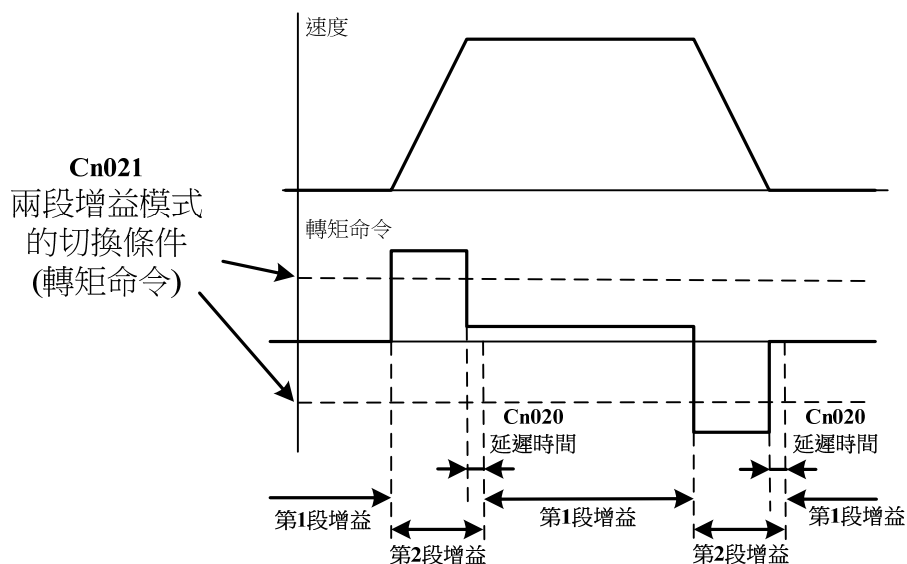 速度
Cn021
兩段增益模式
的切換條件
(轉矩命令)
轉矩命令
Cn020
延遲時間
Cn020
延遲時間
第1段增益
第1段增益
第1段增益
第2段增益
第2段增益